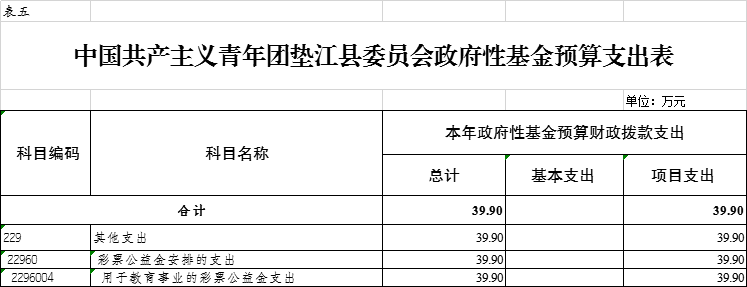 表五
中国共产主义青年团垫江县委员会政府性基金预算支出表
单位：万元
科目编码 科目名称 本年政府性基金预算财政拨款支出
总计 基本支出 项目支出
合计 39.90 39.90
229 其他支出 39.90 39.90
22960 彩票公益金安排的支出 39.90 39.90
2296004 用于教育事业的彩票公益金支出 39.90 39.90